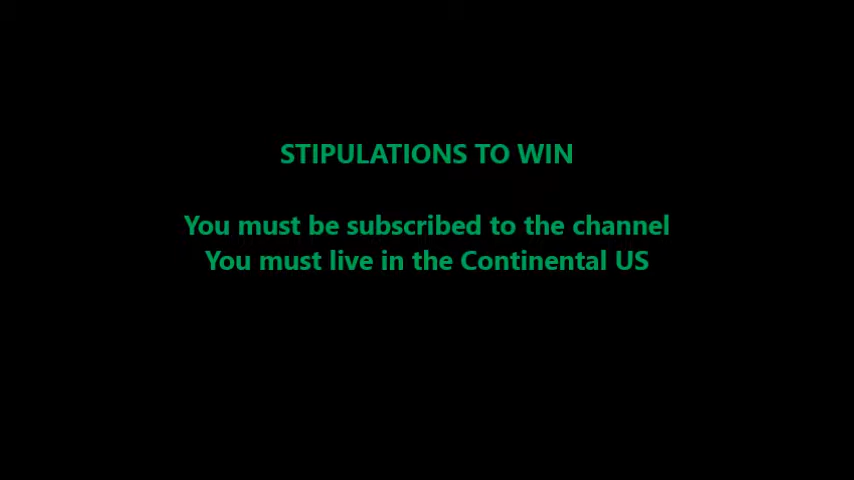 STIPULATIONS TO WIN
You must be subscribed to the channel
You must live in the Continental US